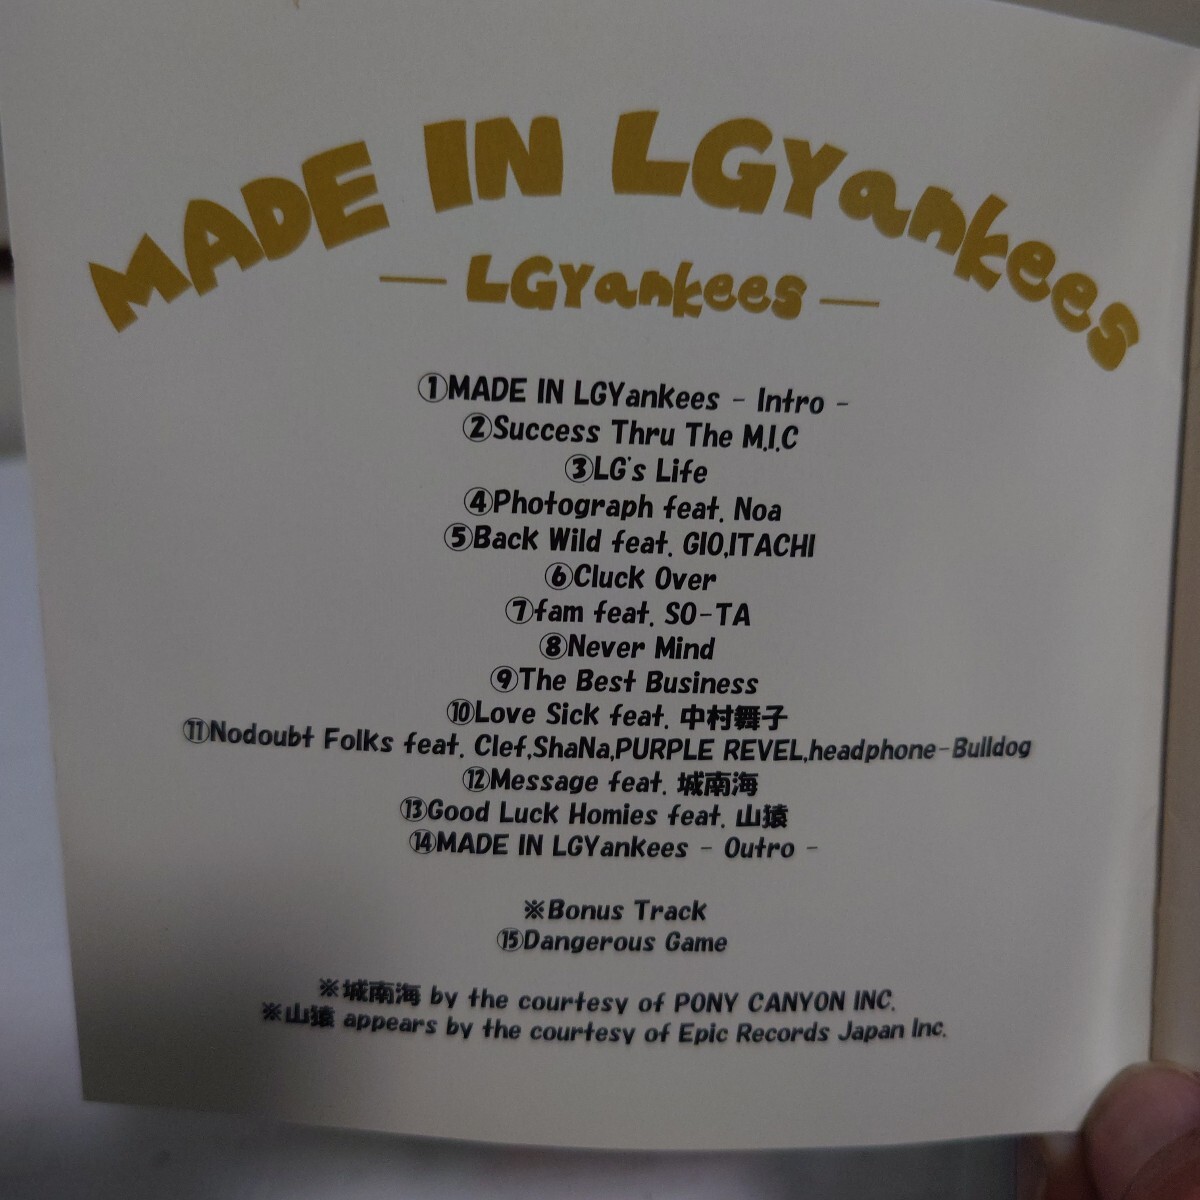 MADE IN LGYankees
— LGYankees —
①MADE IN LGYankees - Intro -
②Success Thru The M.I.C
③LG's Life
④Photograph feat. Noa
⑤Back Wild feat. GIO,ITACHI
⑥Cluck Over
⑦fam feat. SO-TA
⑧Never Mind
⑨The Best Business
⑩Love Sick feat. 中村舞子
⑪Nodoubt Folks feat. Clef,ShaNa,PURPLE REVEL,headphone-Bulldog
⑫Message feat. 城南海
⑬Good Luck Homies feat. 山猿
⑭MADE IN LGYankees - Outro -
※Bonus Track
⑮Dangerous Game
※城南海 by the courtesy of PONY CANYON INC.
※山猿 appears by the courtesy of Epic Records Japan Inc.